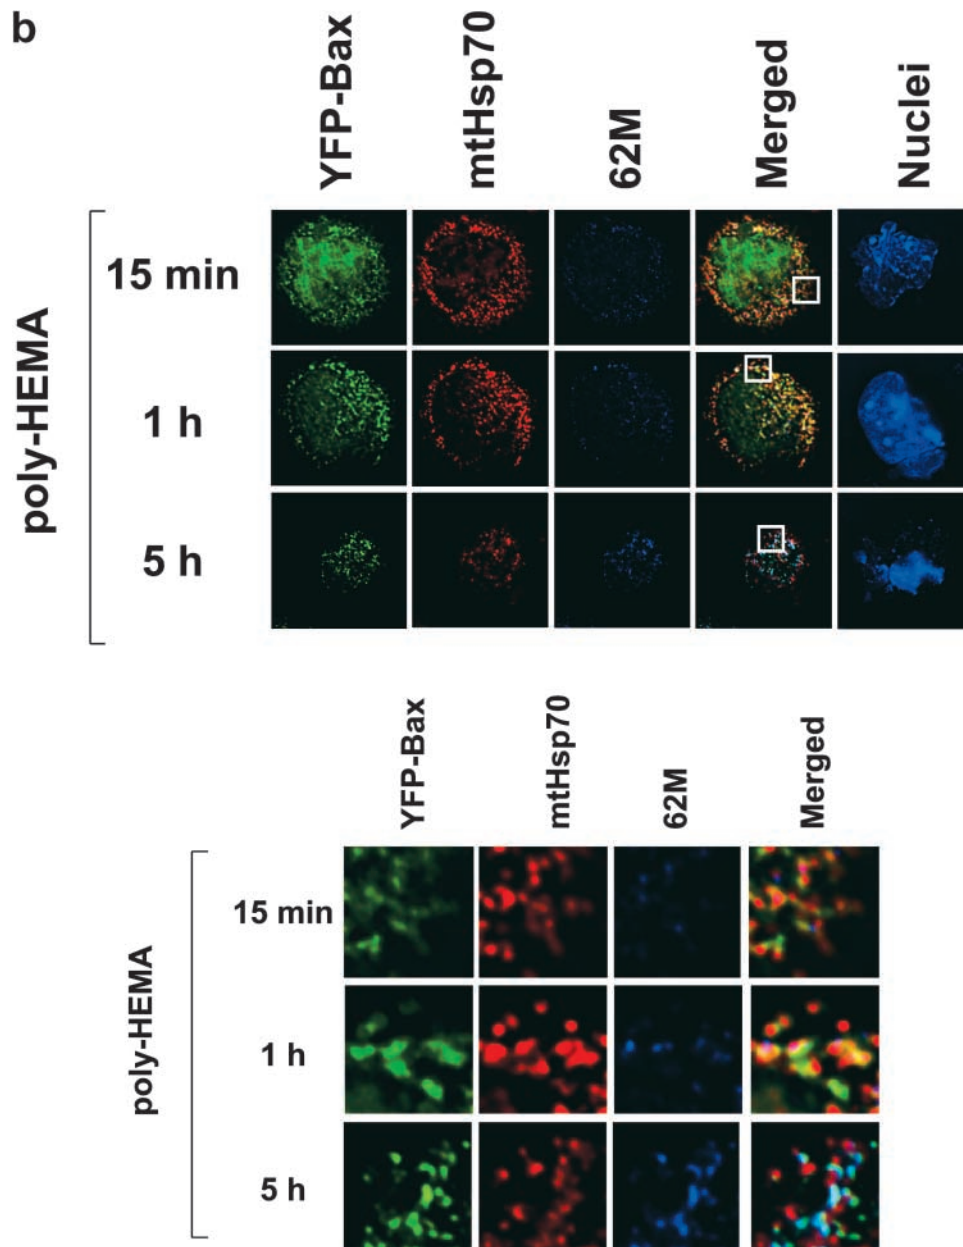 b
YFP-Bax
mtHsp70
62M
Merged
Nuclei
poly-HEMA
15 min
1 h
5 h
YFP-Bax
mtHsp70
62M
Merged
poly-HEMA
15 min
1 h
5 h